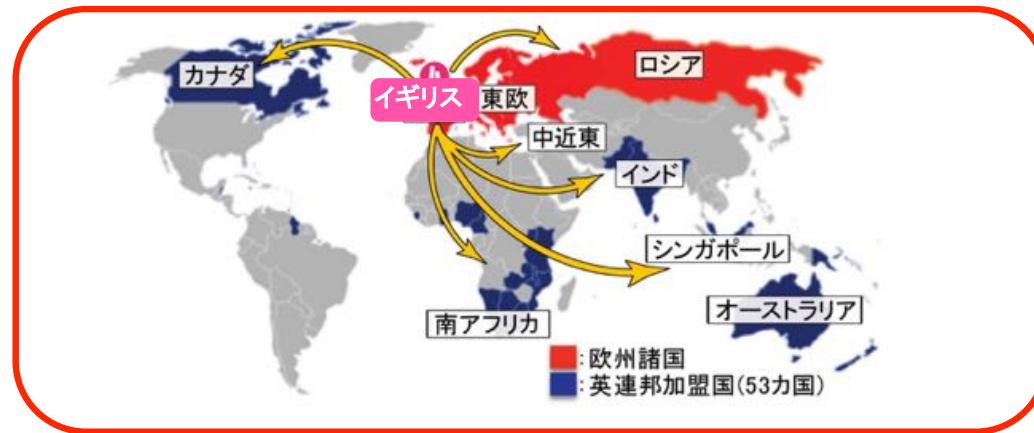 カナダ
ロシア
イギリス
東欧
中近東
インド
シンガポール
オーストラリア
南アフリカ
:欧州諸国
:英連邦加盟国(53カ国)